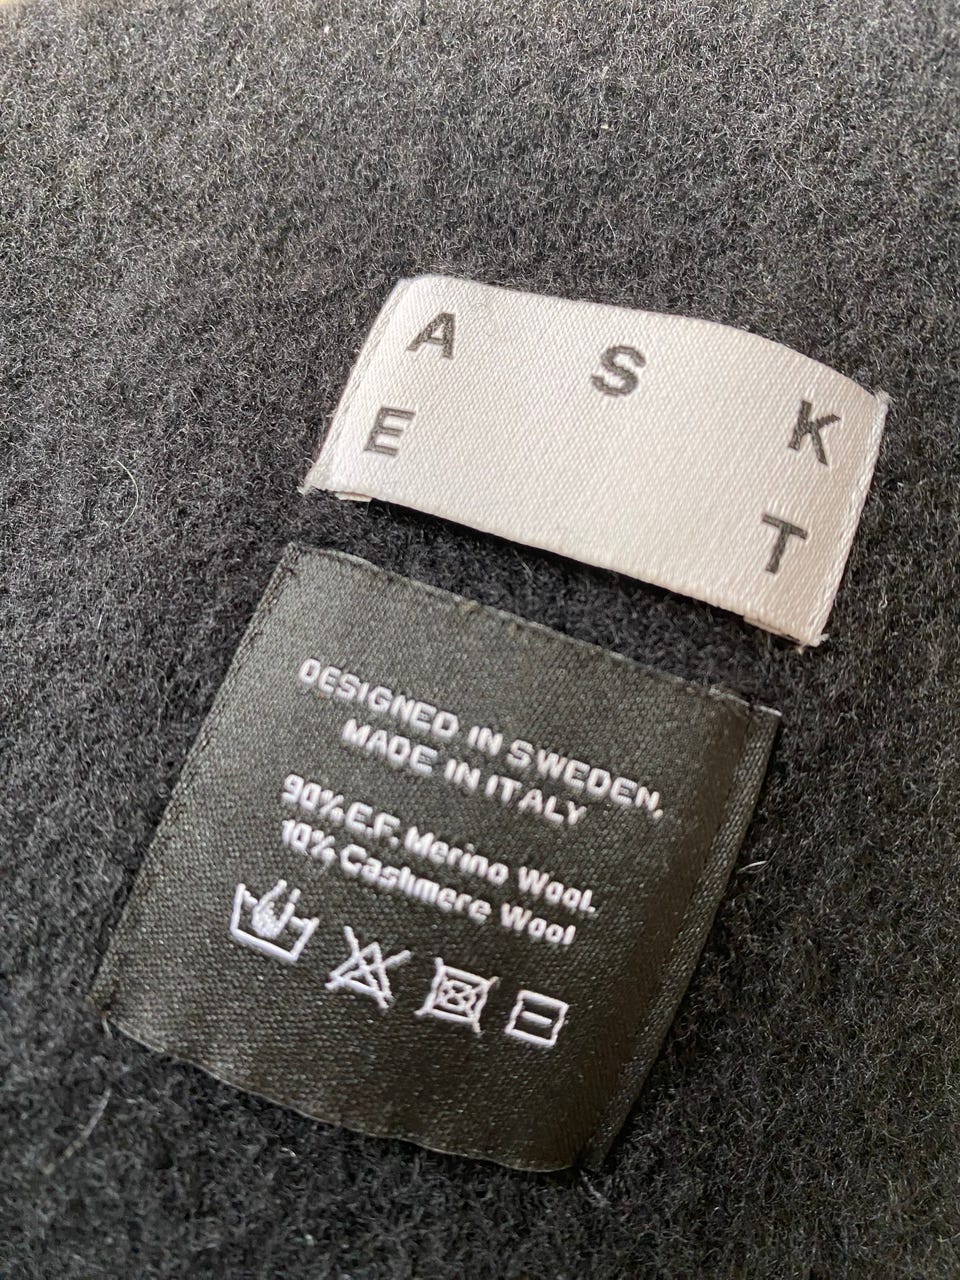 A S K
E T
DESIGNED IN SWEDEN,
MADE IN ITALY
90% E.F. Merino Wool.
10% Cashmere Wool